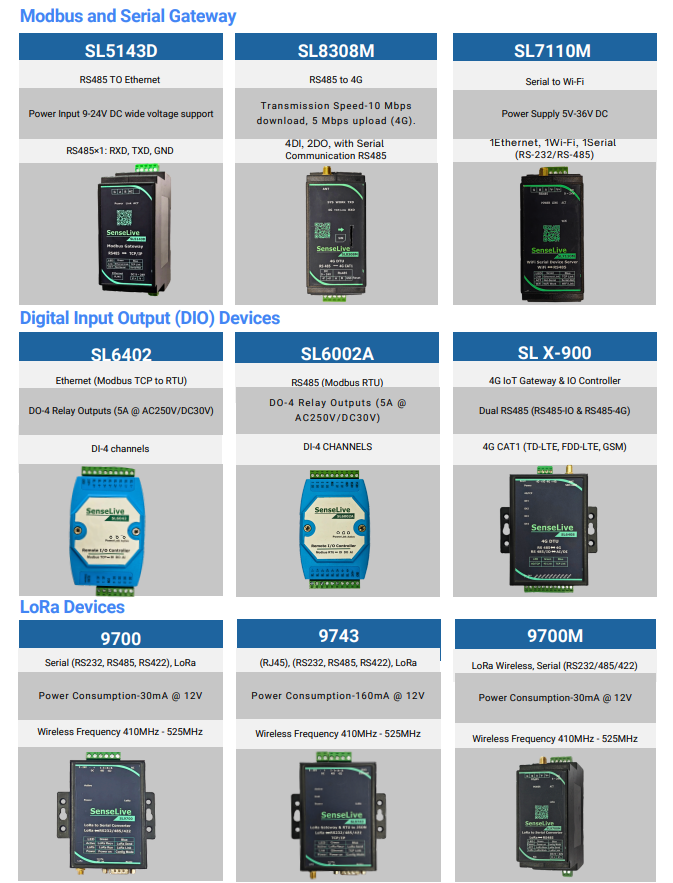 Modbus and Serial Gateway
SL5143D
RS485 TO Ethernet
Power Input 9-24V DC wide voltage support
RS485×1: RXD, TXD, GND
SenseLive
SL5143D
Modbus Gateway
SL8308M
RS485 to 4G
Transmission Speed-10 Mbps
download, 5 Mbps upload (4G).
4DI, 2DO, with Serial
Communication RS485
SenseLive
4G DTU
SL7110M
Serial to Wi-Fi
Power Supply 5V-36V DC
1Ethernet, 1Wi-Fi, 1Serial
(RS-232/RS-485)
SenseLive
WiFi Serial Device Server
Digital Input Output (DIO) Devices
SL6402
Ethernet (Modbus TCP to RTU)
DO-4 Relay Outputs (5A @ AC250V/DC30V)
DI-4 channels
SenseLive
Remote I/O Controller
SL6002A
RS485 (Modbus RTU)
DO-4 Relay Outputs (5A @
AC250V/DC30V)
DI-4 CHANNELS
SenseLive
SL6002A
Remote I/O Controller
SL X-900
4G IoT Gateway & IO Controller
Dual RS485 (RS485-IO & RS485-4G)
4G CAT1 (TD-LTE, FDD-LTE, GSM)
SenseLive
4G DTU
LoRa Devices
9700
Serial (RS232, RS485, RS422), LoRa
Power Consumption-30mA @ 12V
Wireless Frequency 410MHz - 525MHz
SenseLive
LoRa to Serial Converter
9743
(RJ45), (RS232, RS485, RS422), LoRa
Power Consumption-160mA @ 12V
Wireless Frequency 410MHz - 525MHz
SenseLive
9700M
LoRa Wireless, Serial (RS232/485/422)
Power Consumption-30mA @ 12V
Wireless Frequency 410MHz - 525MHz
SenseLive
LoRa to Serial Converter